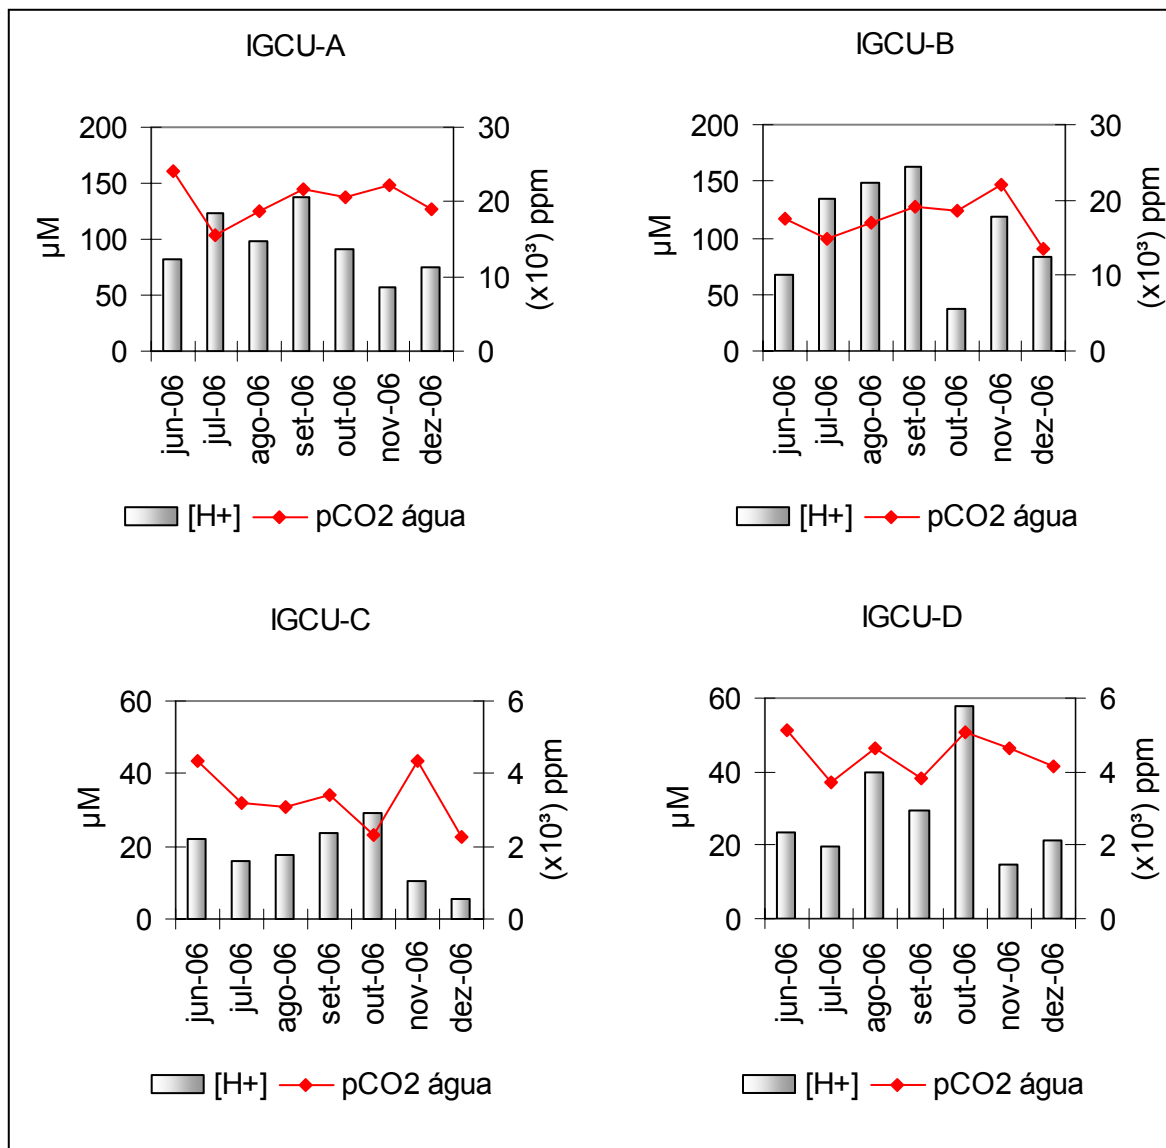 IGCU-A
200
150
100
50
0
µM
30
20
10
0
(x10³) ppm
jun-06
jul-06
ago-06
set-06
out-06
nov-06
dez-06
[H+] pCO2 água
IGCU-B
200
150
100
50
0
µM
30
20
10
0
(x10³) ppm
jun-06
jul-06
ago-06
set-06
out-06
nov-06
dez-06
[H+] pCO2 água
IGCU-C
60
40
20
0
µM
6
4
2
0
(x10³) ppm
jun-06
jul-06
ago-06
set-06
out-06
nov-06
dez-06
[H+] pCO2 água
IGCU-D
60
40
20
0
µM
6
4
2
0
(x10³) ppm
jun-06
jul-06
ago-06
set-06
out-06
nov-06
dez-06
[H+] pCO2 água